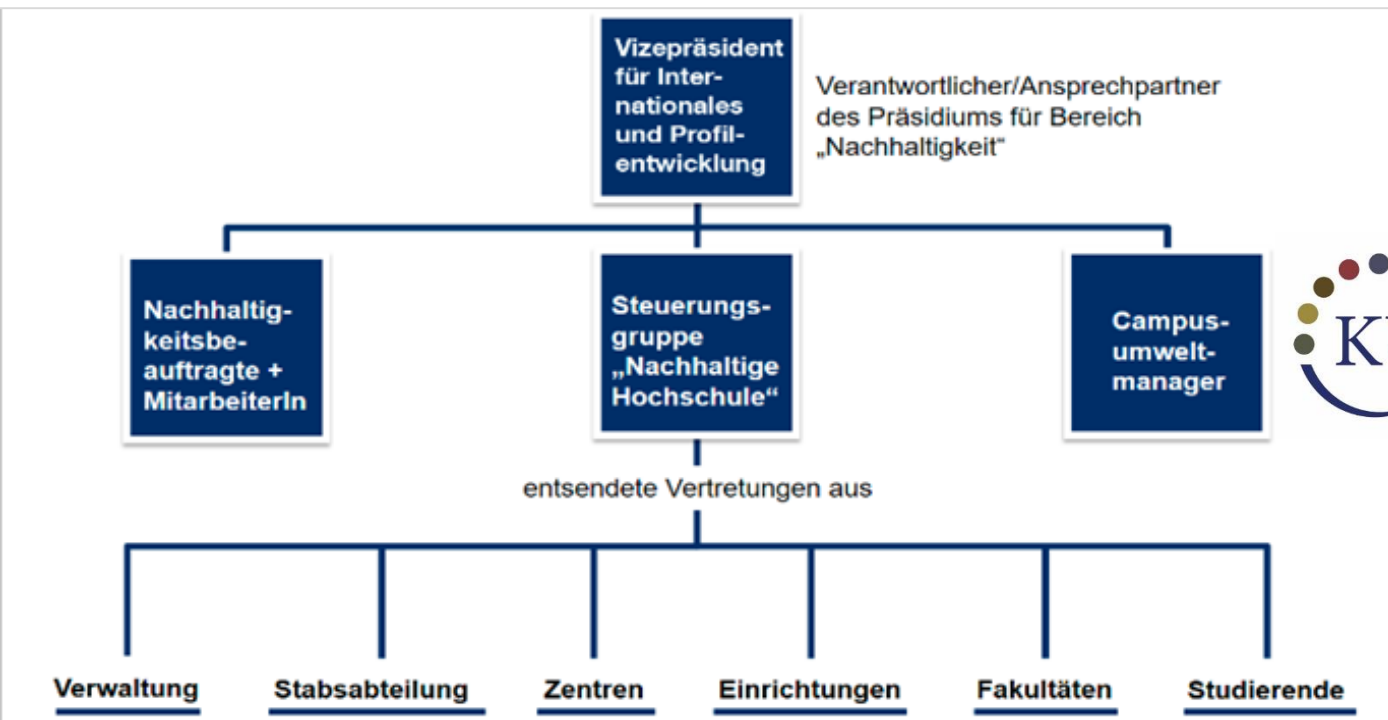 Vizepräsident
für Inter-
nationales
und Profil-
entwicklung
Verantwortlicher/Ansprechpartner
des Präsidiums für Bereich
„Nachhaltigkeit“
Nachhaltig-
keitsbe-
auftragte +
MitarbeiterIn
Steuerungs-
gruppe
„Nachhaltige
Hochschule“
Campus-
umwelt-
manager
K
entsendete Vertretungen aus
Verwaltung
Stabsabteilung
Zentren
Einrichtungen
Fakultäten
Studierende